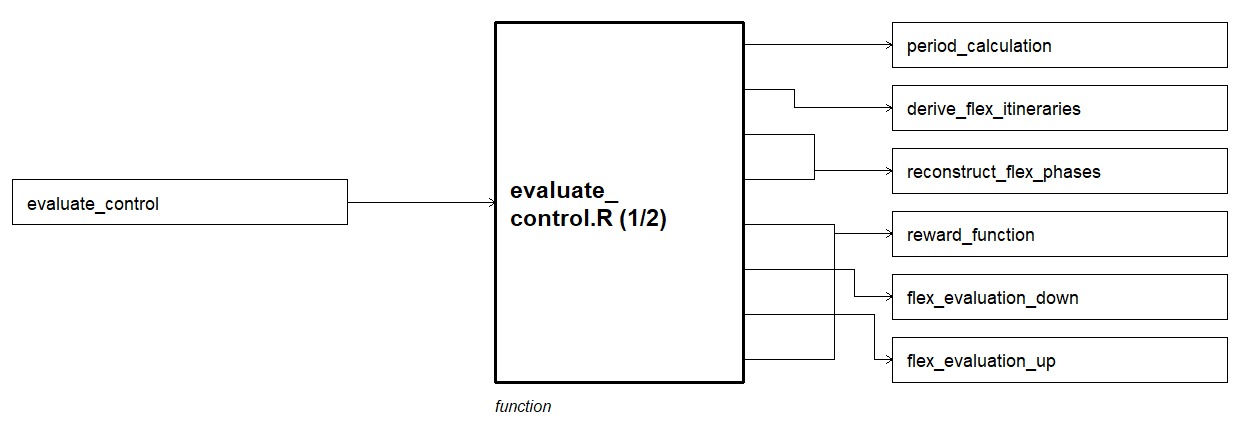 evaluate_control
evaluate_
control.R (1/2)
function
period_calculation
derive_flex_itineraries
reconstruct_flex_phases
reward_function
flex_evaluation_down
flex_evaluation_up